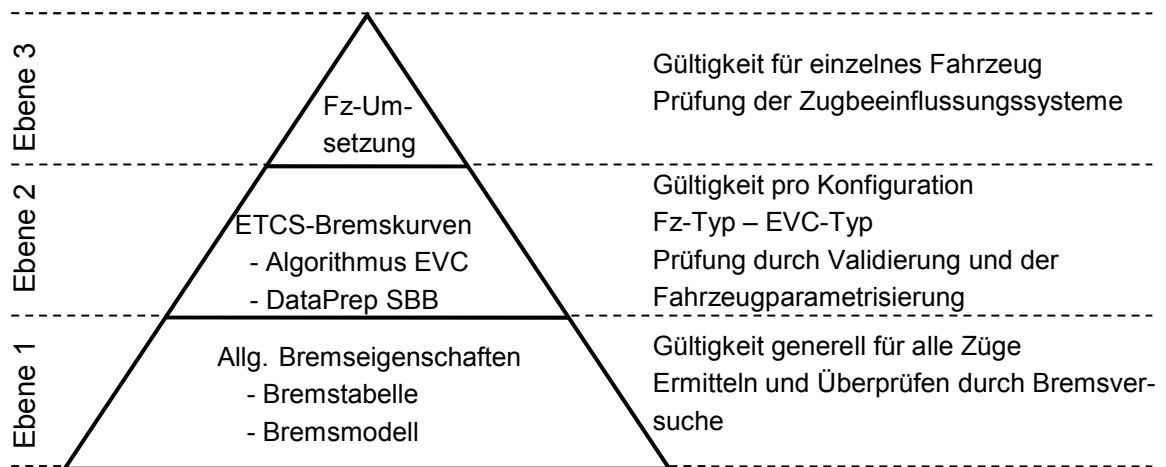 Ebene 3
Fz-Um-
setzung
Gültigkeit für einzelnes Fahrzeug
Prüfung der Zugbeeinflussungssysteme
Ebene 2
ETCS-Bremskurven
- Algorithmus EVC
- DataPrep SBB
Gültigkeit pro Konfiguration
Fz-Typ – EVC-Typ
Prüfung durch Validierung und der
Fahrzeugparametrisierung
Ebene 1
Allg. Bremseigenschaften
- Bremstabelle
- Bremsmodell
Gültigkeit generell für alle Züge
Ermitteln und Überprüfen durch Bremsver-
suche